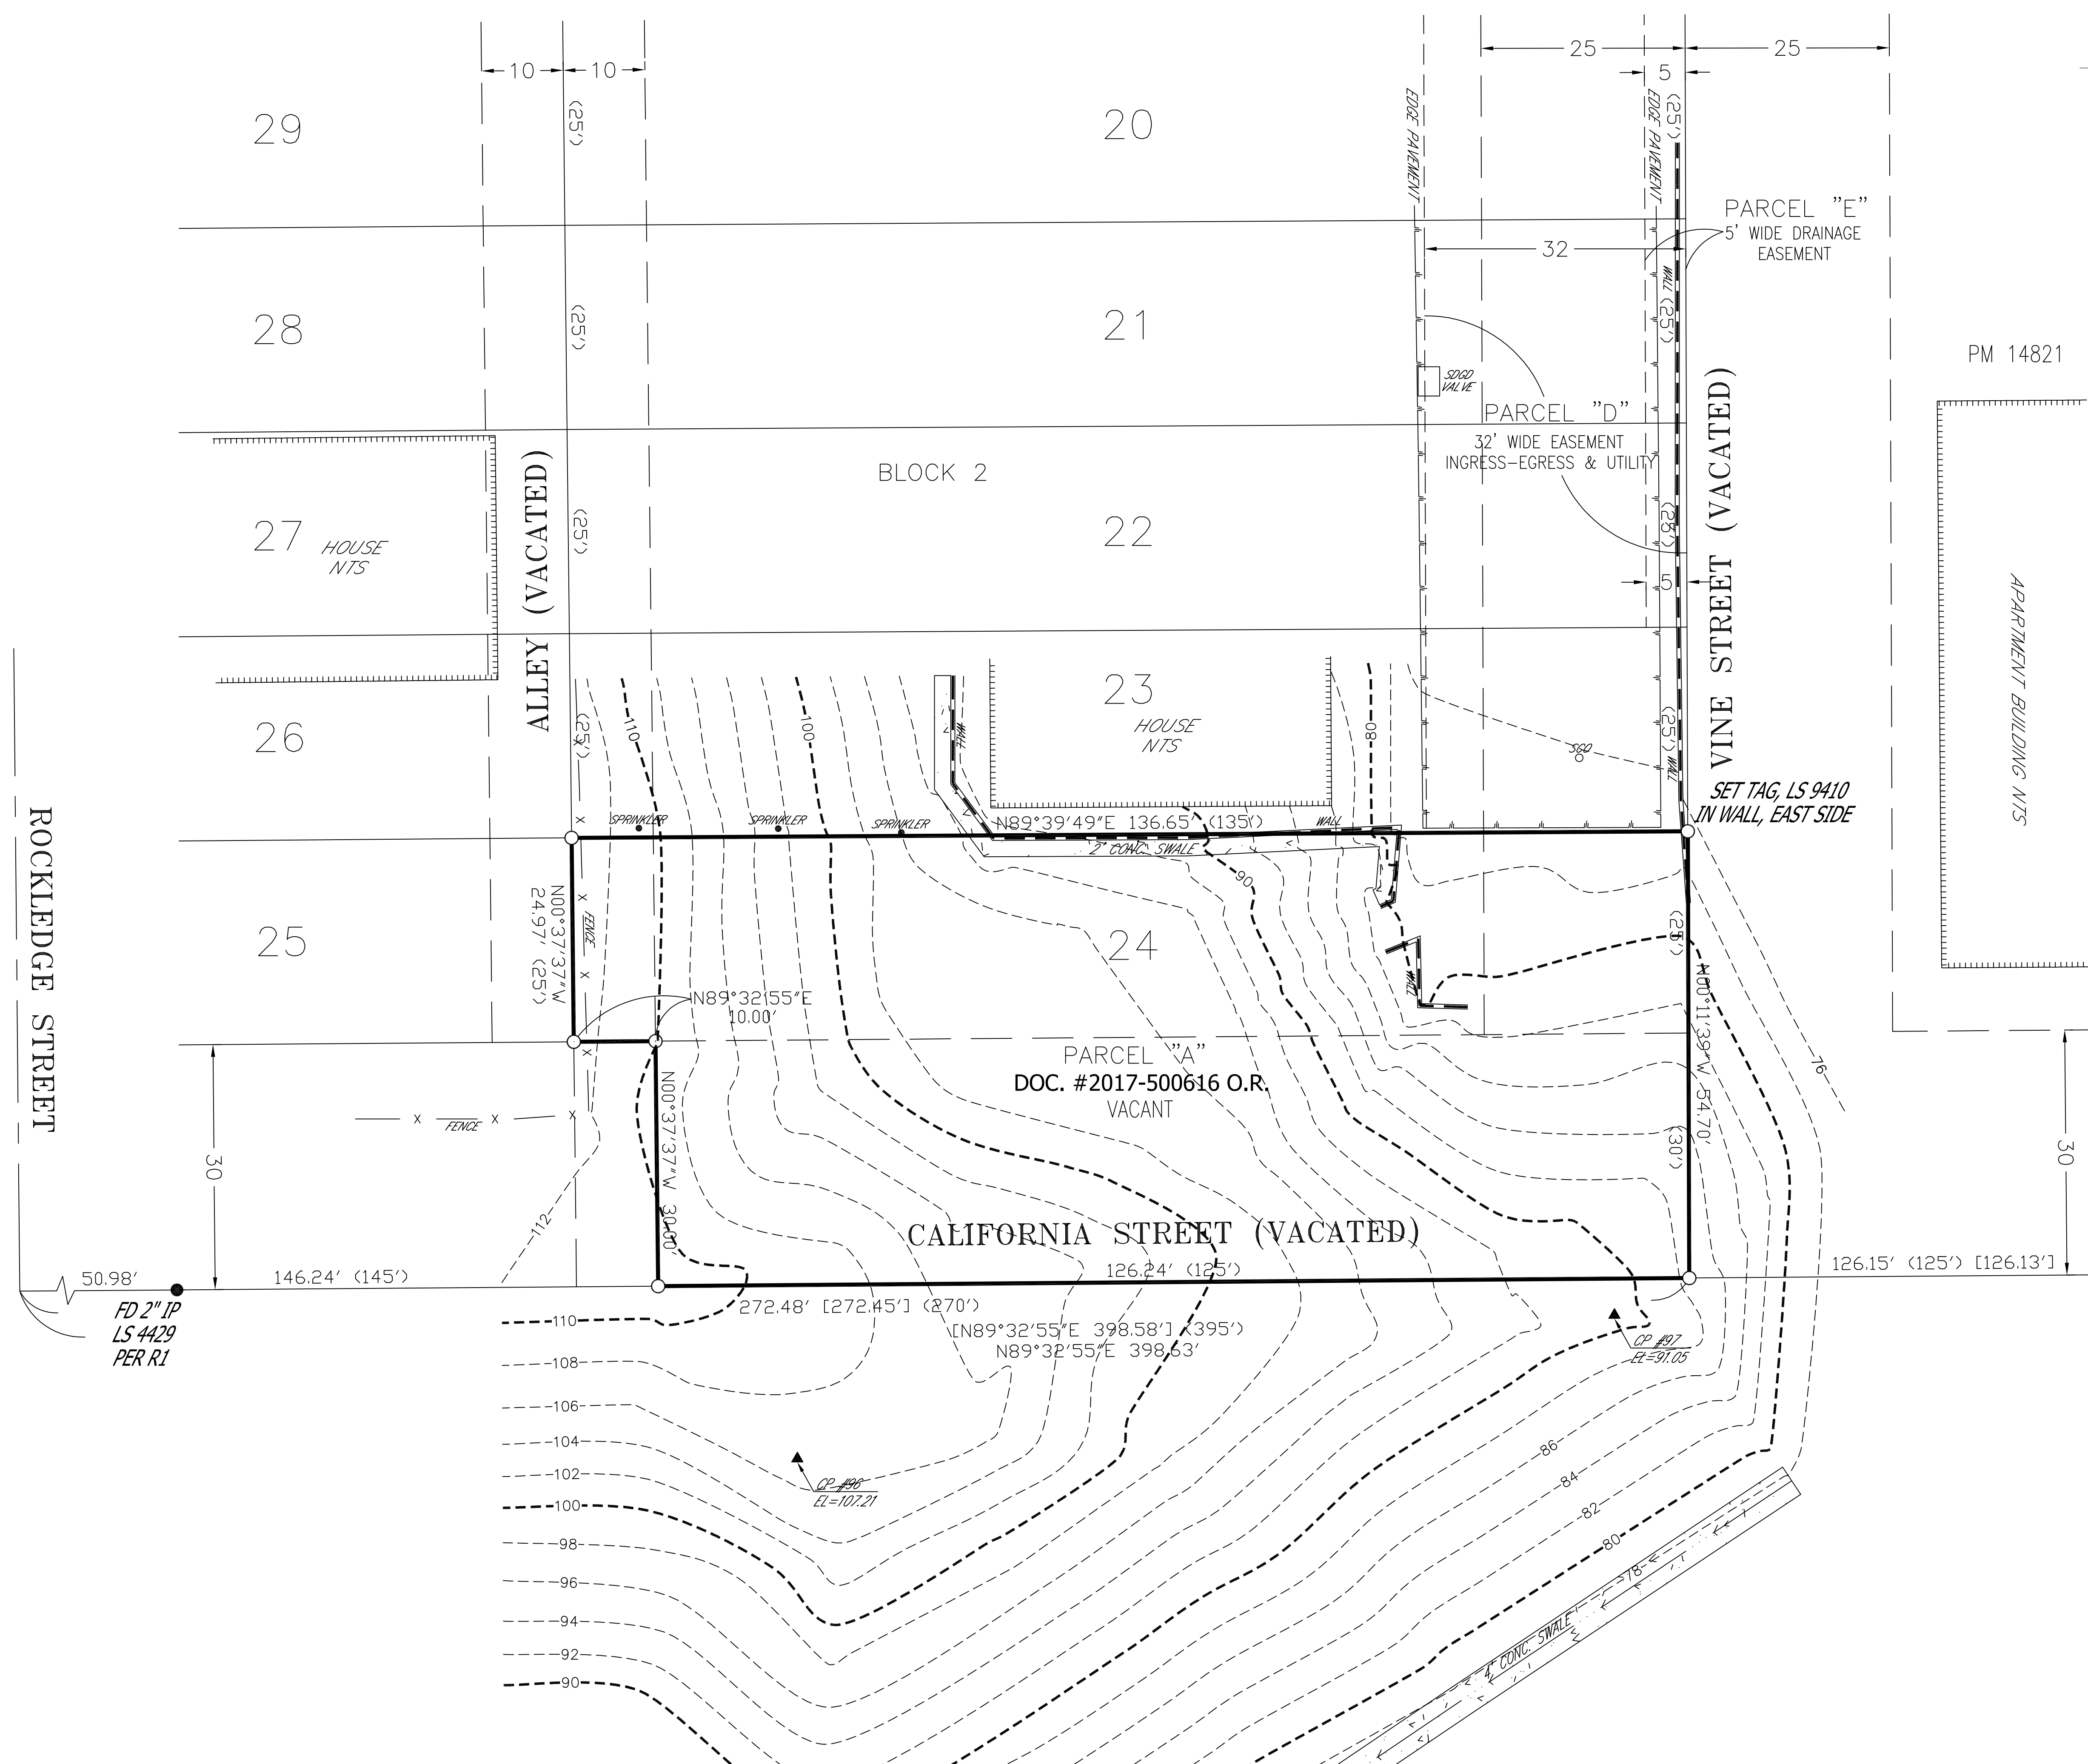 10
10
25
25
5
(25')
29
20
EDGE PAVEMENT
EDGE PAVEMENT
(25')
PARCEL "E"
5' WIDE DRAINAGE
EASEMENT
32
WALL
(25')
(25')
28
21
PM 14821
SDGD
VALVE
PARCEL "D"
32' WIDE EASEMENT
INGRESS-EGRESS & UTILITY
BLOCK 2
ALLEY (VACATED)
VINE STREET (VACATED)
27
HOUSE
NTS
(25')
22
(25')
5
APARTMENT BUILDING NTS
26
(25')
110
100
WALL
23
HOUSE
NTS
80
SGD
(25')
WALL
SET TAG, LS 9410
IN WALL, EAST SIDE
ROCKLEDGE STREET
SPRINKLER
SPRINKLER
SPRINKLER
N89°39'49"E 136.65' (135')
WALL
2' CONC. SWALE
90
N00°37'37"W
24.97' (25')
FENCE
25
24
(25')
WALL
N00°11'39"W 54.70'
N89°32'55"E
10.00'
PARCEL "A"
DOC. #2017-500616 O.R.
VACANT
76
FENCE
N00°37'37"W 30.00'
(30')
30
30
112
CALIFORNIA STREET (VACATED)
50.98'
146.24' (145')
126.24' (125')
126.15' (125') [126.13']
FD 2" IP
LS 4429
PER R1
272.48' [272.45'] (270')
[N89°32'55"E 398.58'] (395')
N89°32'55"E 398.63'
CP #97
EL=91.05
110
108
106
104
102
100
98
96
94
92
90
CP #96
EL=107.21
86
84
82
80
78
4' CONC. SWALE